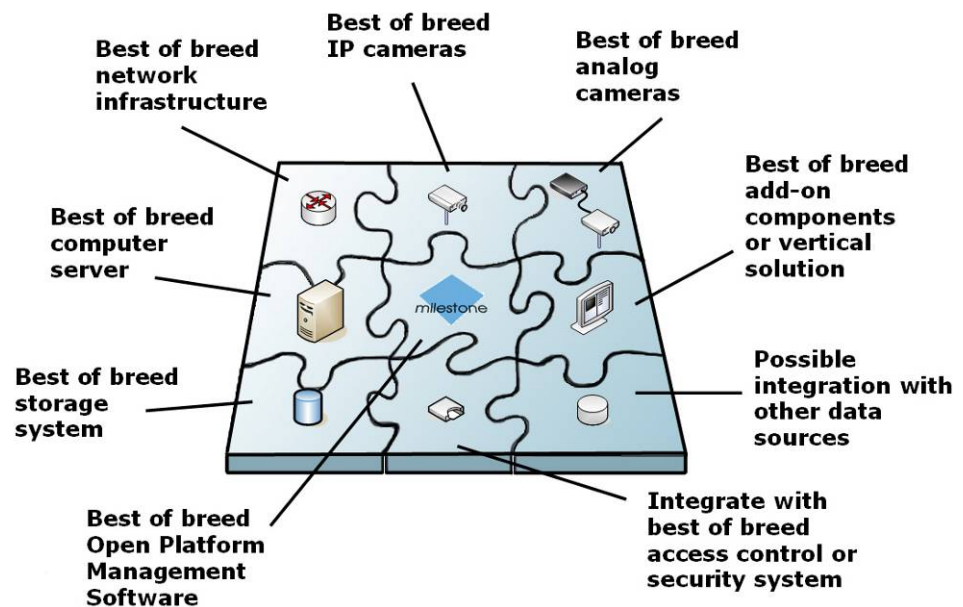 Best of breed
IP cameras
Best of breed
network
infrastructure
Best of breed
analog
cameras
Best of breed
add-on
components
or vertical
solution
Best of breed
computer
server
milestone
Possible
integration with
other data
sources
Best of breed
storage
system
Integrate with
best of breed
access control or
security system
Best of breed
Open Platform
Management
Software